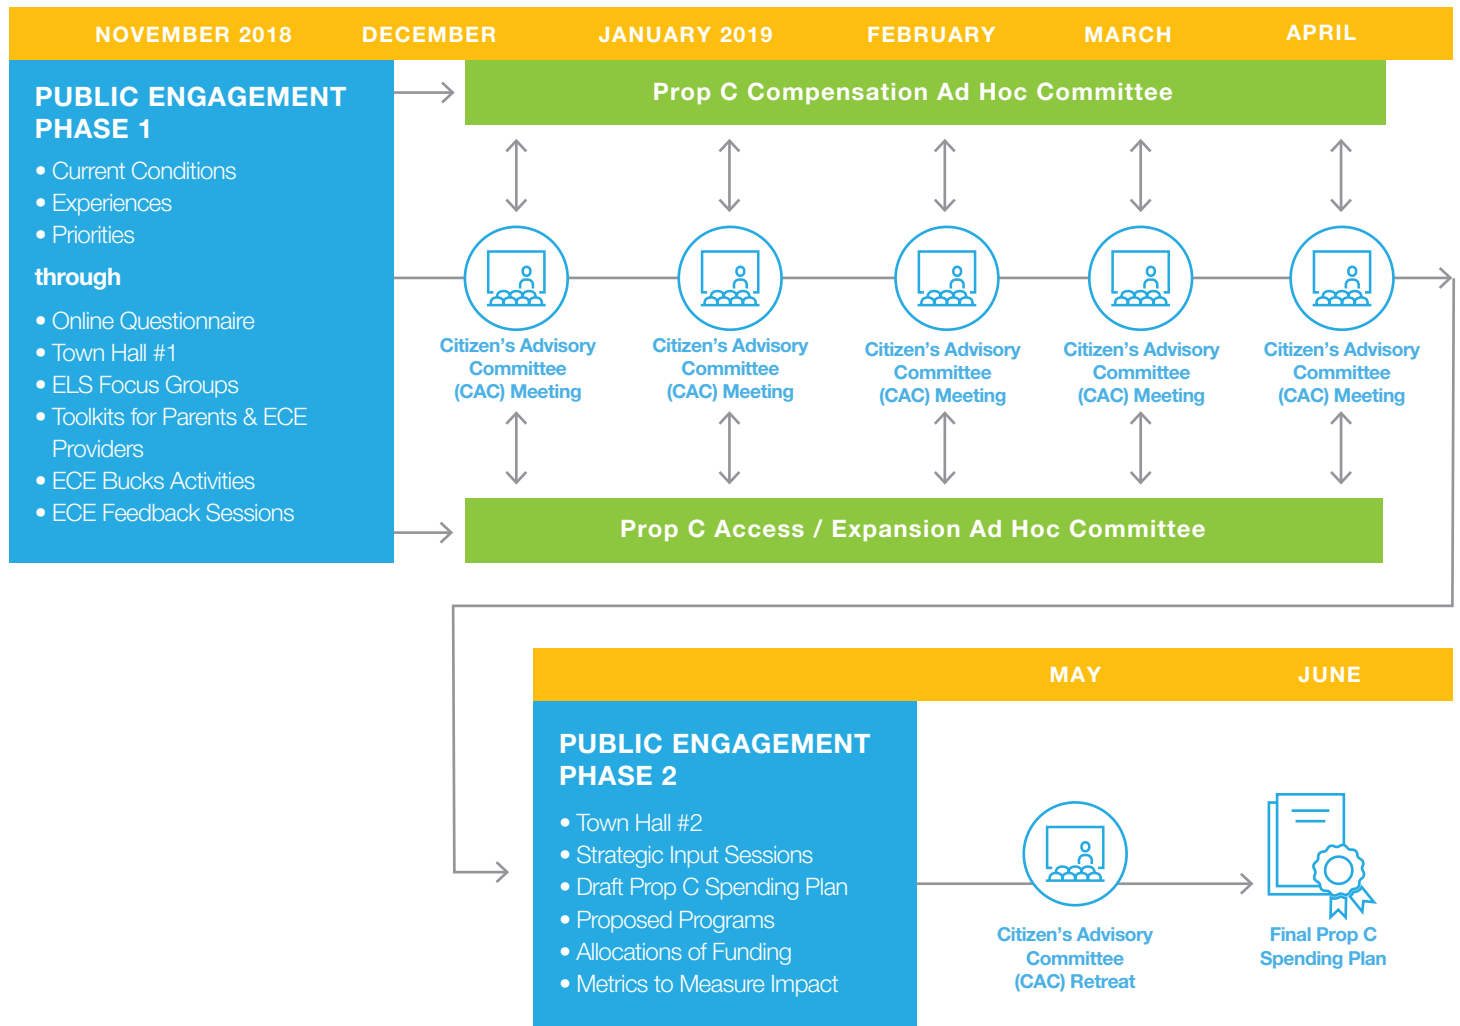 NOVEMBER 2018 DECEMBER JANUARY 2019 FEBRUARY MARCH APRIL
PUBLIC ENGAGEMENT
PHASE 1
• Current Conditions
• Experiences
• Priorities
through
• Online Questionnaire
• Town Hall #1
• ELS Focus Groups
• Toolkits for Parents & ECE
Providers
• ECE Bucks Activities
• ECE Feedback Sessions
Prop C Compensation Ad Hoc Committee
Citizen's Advisory
Committee
(CAC) Meeting
Citizen's Advisory
Committee
(CAC) Meeting
Citizen's Advisory
Committee
(CAC) Meeting
Citizen's Advisory
Committee
(CAC) Meeting
Citizen's Advisory
Committee
(CAC) Meeting
Prop C Access / Expansion Ad Hoc Committee
MAY JUNE
PUBLIC ENGAGEMENT
PHASE 2
• Town Hall #2
• Strategic Input Sessions
• Draft Prop C Spending Plan
• Proposed Programs
• Allocations of Funding
• Metrics to Measure Impact
Citizen's Advisory
Committee
(CAC) Retreat
Final Prop C
Spending Plan